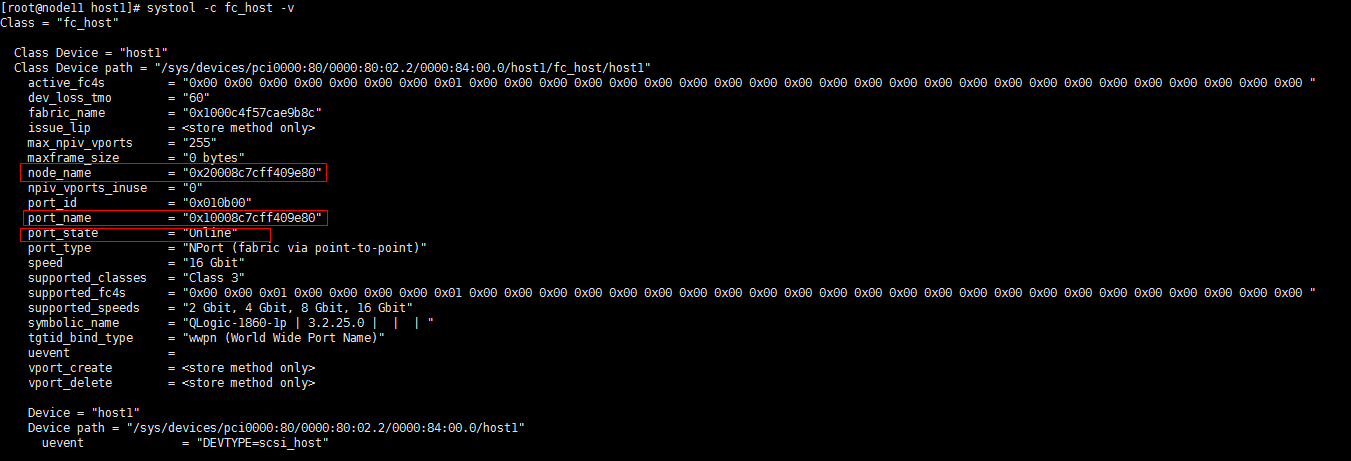 [root@node11 host1]# systool -c fc_host -v
Class = "fc_host"
Class Device = "host1"
Class Device path = "/sys/devices/pci0000:80/0000:80:02.2/0000:84:00.0/host1/fc_host/host1"
active_fc4s = "0x00 0x00 0x00 0x00 0x00 0x00 0x00 0x01 0x00 0x00 0x00 0x00 0x00 0x00 0x00 0x00 0x00 0x00 0x00 0x00 0x00 0x00 0x00 0x00 0x00 0x00 0x00 0x00 0x00 0x00 0x00 0x00 "
dev_loss_tmo = "60"
fabric_name = "0x1000c4f57cae9b8c"
issue_lip = <store method only>
max_npiv_vports = "255"
maxframe_size = "0 bytes"
node_name = "0x20008c7cff409e80"
npiv_vports_inuse = "0"
port_id = "0x010b00"
port_name = "0x10008c7cff409e80"
port_state = "Online"
port_type = "NPort (fabric via point-to-point)"
speed = "16 Gbit"
supported_classes = "Class 3"
supported_fc4s = "0x00 0x00 0x01 0x00 0x00 0x00 0x00 0x01 0x00 0x00 0x00 0x00 0x00 0x00 0x00 0x00 0x00 0x00 0x00 0x00 0x00 0x00 0x00 0x00 0x00 0x00 0x00 0x00 0x00 0x00 0x00 0x00 "
supported_speeds = "2 Gbit, 4 Gbit, 8 Gbit, 16 Gbit"
symbolic_name = "QLogic-1860-1p | 3.2.25.0 |  |  | "
tgtid_bind_type = "wwpn (World Wide Port Name)"
uevent =
vport_create = <store method only>
vport_delete = <store method only>
Device = "host1"
Device path = "/sys/devices/pci0000:80/0000:80:02.2/0000:84:00.0/host1"
uevent = "DEVTYPE=scsi_host"